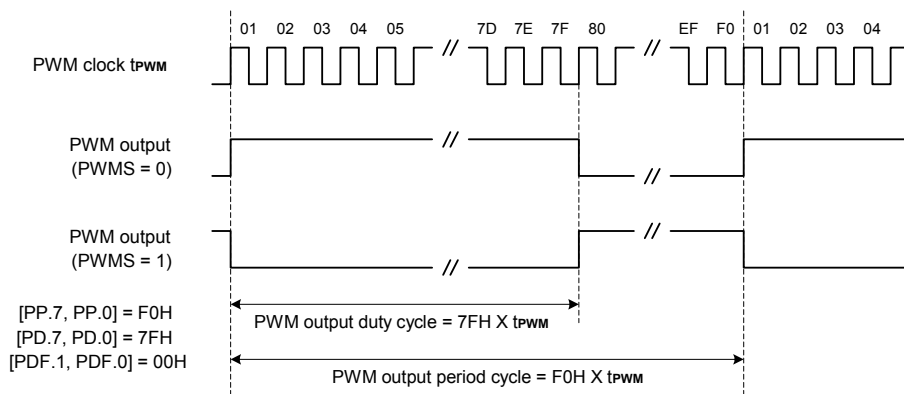 01 02 03 04 05 7D 7E 7F 80 EF F0 01 02 03 04
PWM clock tPWM
//
//
PWM output
(PWMS = 0)
//
//
PWM output
(PWMS = 1)
//
//
[PP.7, PP.0] = F0H
[PD.7, PD.0] = 7FH
[PDF.1, PDF.0] = 00H
PWM output duty cycle = 7FH X tPWM
PWM output period cycle = F0H X tPWM